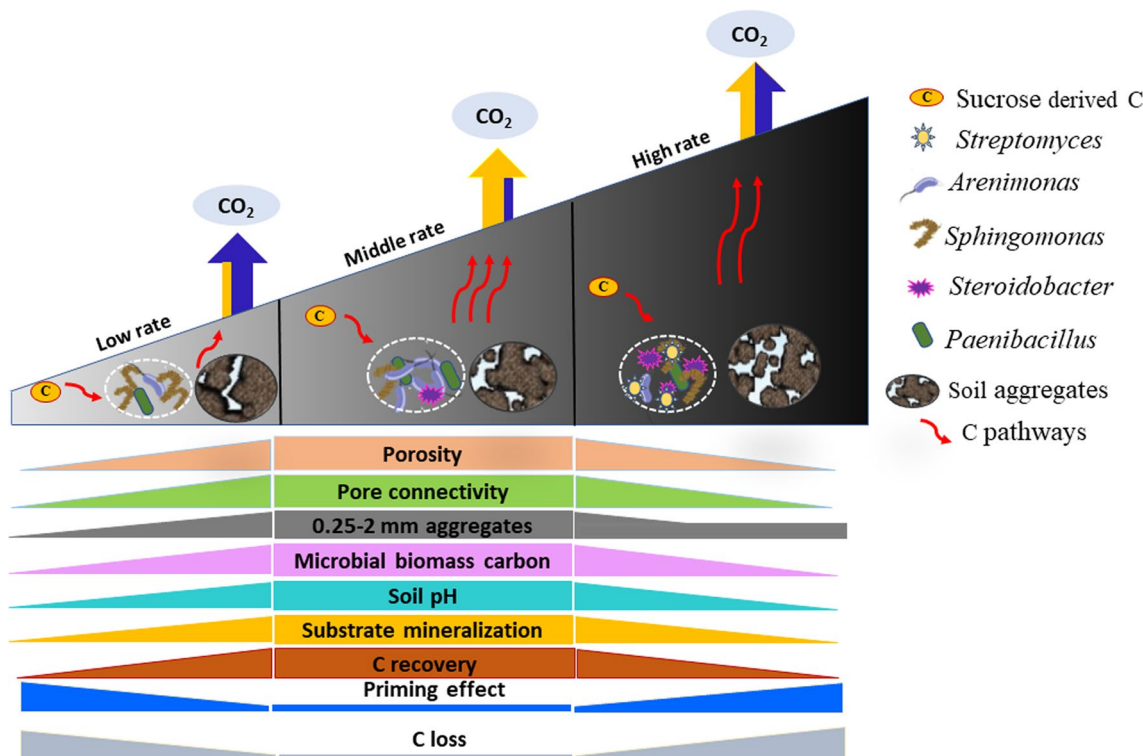 CO2
CO2
CO2
High rate
Middle rate
Low rate
C
C
C
C
Sucrose derived C
Streptomyces
Arenimonas
Sphingomonas
Steroidobacter
Paenibacillus
Soil aggregates
C pathways
Porosity
Pore connectivity
0.25-2 mm aggregates
Microbial biomass carbon
Soil pH
Substrate mineralization
C recovery
Priming effect
C loss